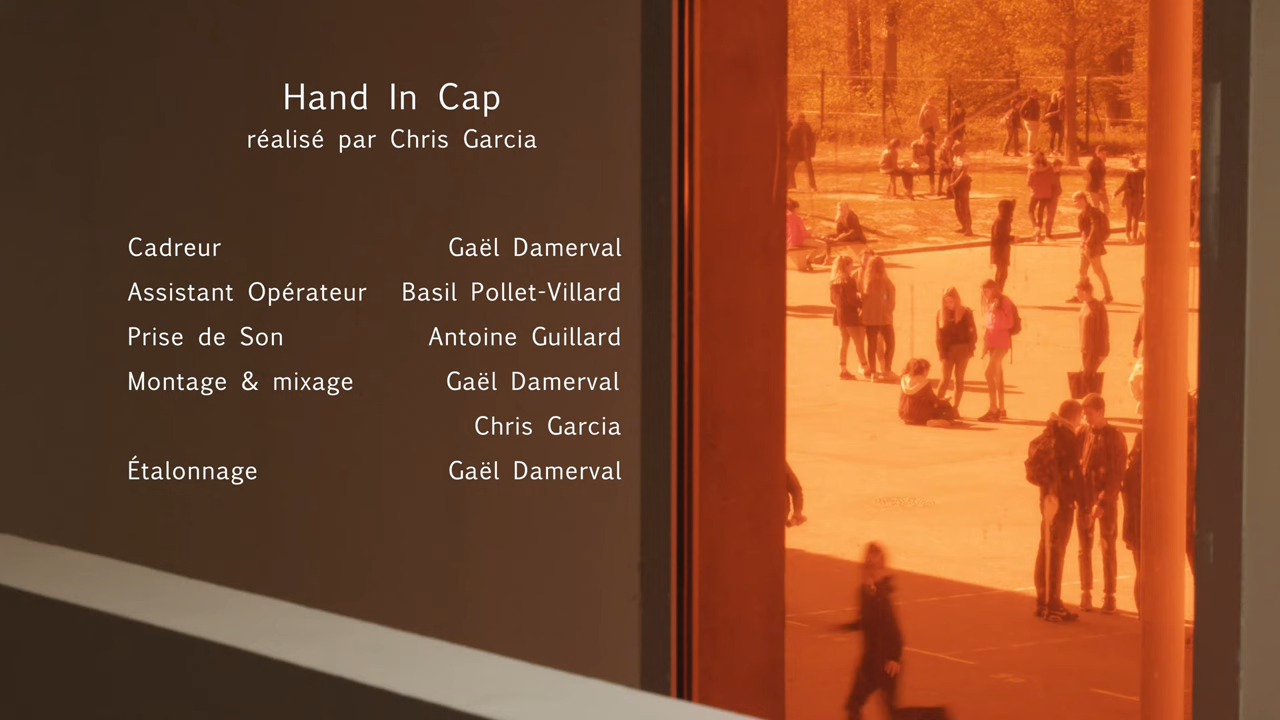 Hand In Cap
réalisé par Chris Garcia
Cadreur Gaël Damerval
Assistant Opérateur Basil Pollet-Villard
Prise de Son Antoine Guillard
Montage & mixage Gaël Damerval
Chris Garcia
Étalonnage Gaël Damerval